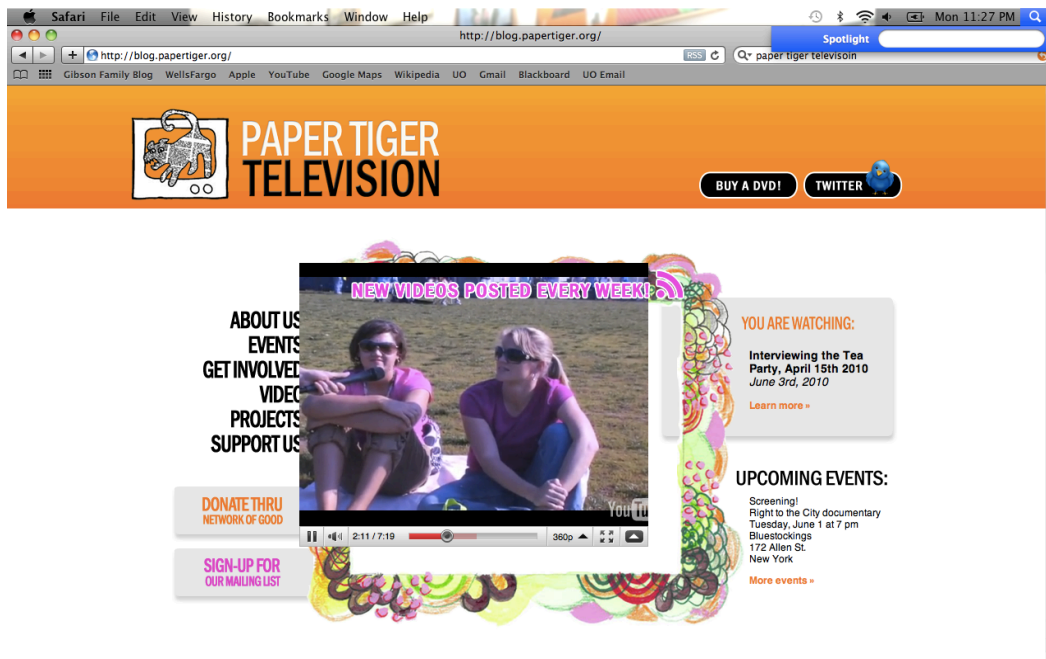 Safari File Edit View History Bookmarks Window Help Mon 11:27 PM
http://blog.papertiger.org/
Spotlight
http://blog.papertiger.org/ RSS paper tiger televisoin
Gibson Family Blog WellsFargo Apple YouTube Google Maps Wikipedia UO Gmail Blackboard UO Email
PAPER TIGER
TELEVISION
BUY A DVD! TWITTER
NEW VIDEOS POSTED EVERY WEEK!
ABOUT US
EVENTS
GET INVOLVED
VIDEO
PROJECTS
SUPPORT US
DONATE THRU
NETWORK OF GOOD
SIGN-UP FOR
OUR MAILING LIST
YouTu
2:11 / 7:19 360p
YOU ARE WATCHING:
Interviewing the Tea
Party, April 15th 2010
June 3rd, 2010
Learn more »
UPCOMING EVENTS:
Screening!
Right to the City documentary
Tuesday, June 1 at 7 pm
Bluestockings
172 Allen St.
New York
More events »